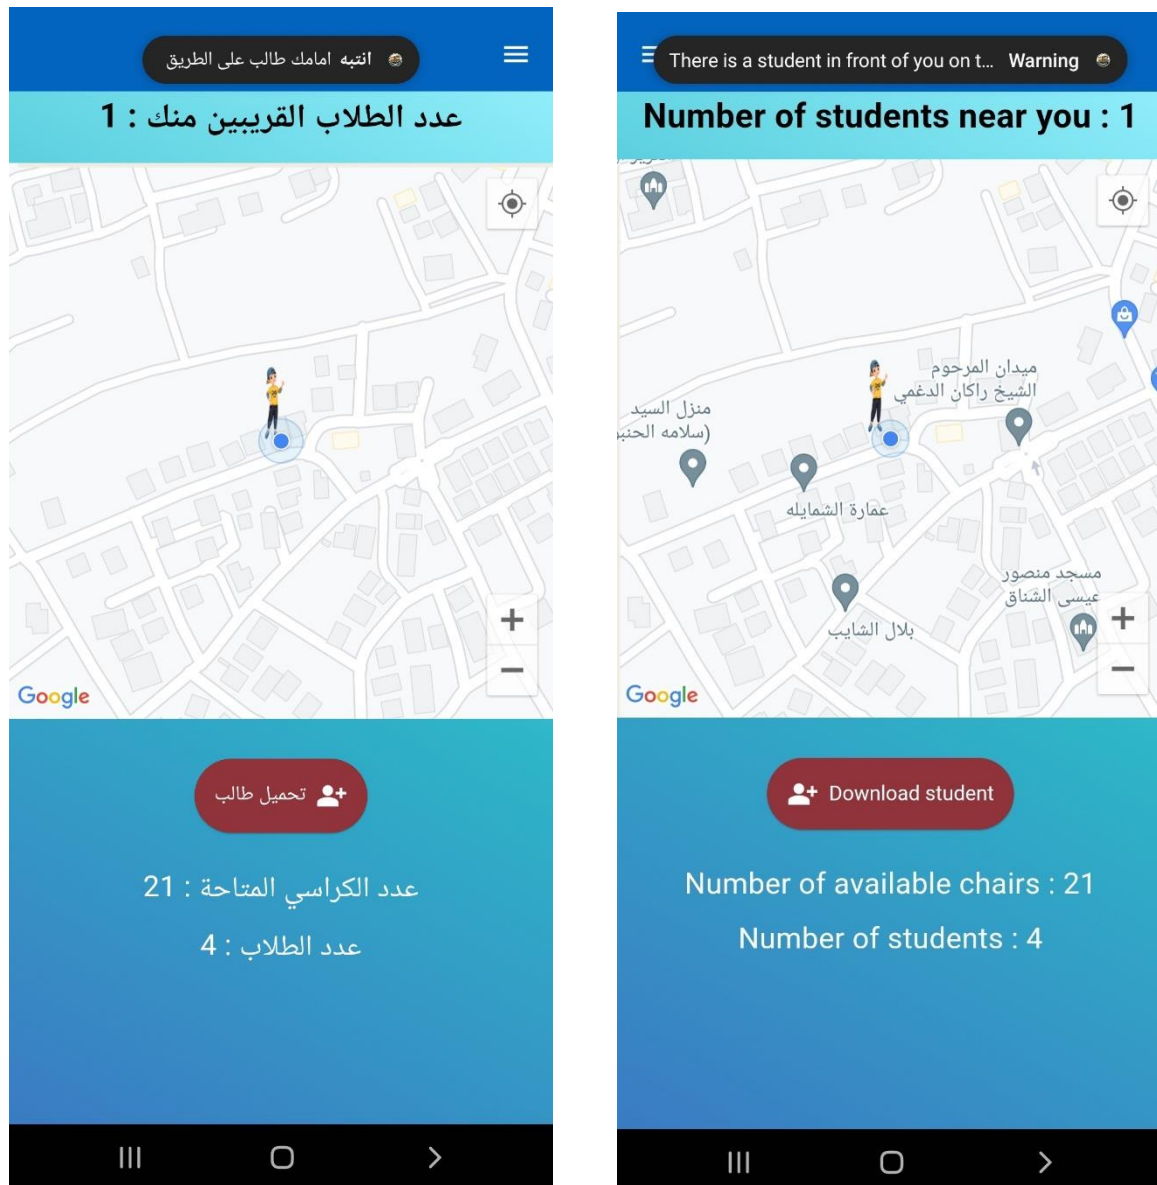 انتبه امامك طالب على الطريق
عدد الطلاب القريبين منك : 1
Google
تحميل طالب
عدد الكراسي المتاحة : 21
عدد الطلاب : 4
There is a student in front of you on t... Warning
Number of students near you : 1
ميدان المرحوم
الشيخ راكان الدغمي
منزل السيد
(سلامه
عمارة الشمايله
مسجد منصور
عيسى الشناق
بلال الشايب
Google
Download student
Number of available chairs : 21
Number of students : 4